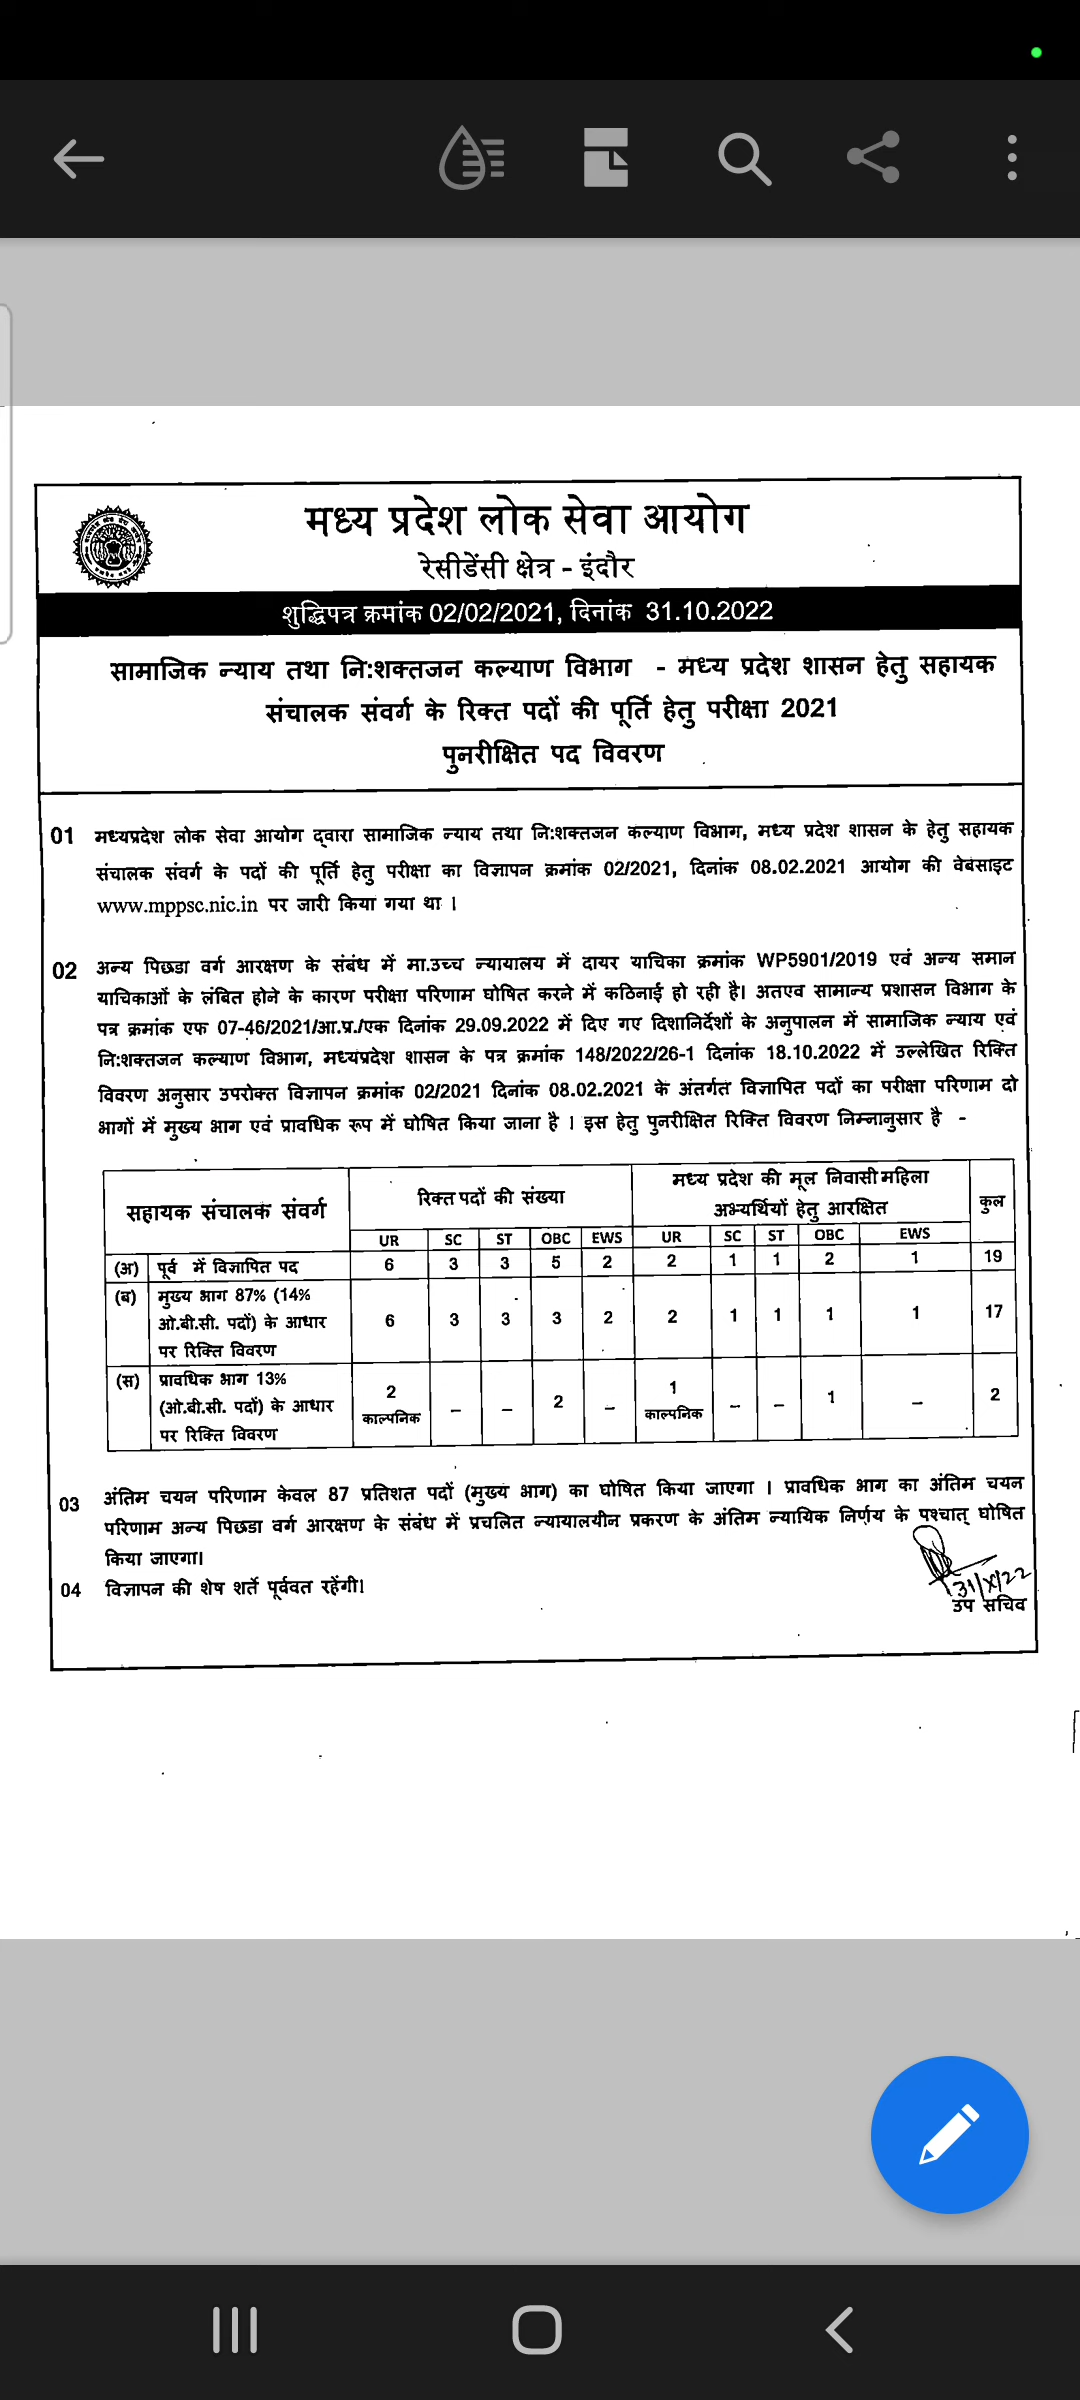 मध्य प्रदेश लोक सेवा आयोग
रेसीडेंसी क्षेत्र - इंदौर
शुद्धिपत्र क्रमांक 02/02/2021, दिनांक 31.10.2022
सामाजिक न्याय तथा नि:शक्तजन कल्याण विभाग - मध्य प्रदेश शासन हेतु सहायक
संचालक संवर्ग के रिक्त पदों की पूर्ति हेतु परीक्षा 2021
पुनरीक्षित पद विवरण
01 मध्यप्रदेश लोक सेवा आयोग द्वारा सामाजिक न्याय तथा नि:शक्तजन कल्याण विभाग, मध्य प्रदेश शासन के हेतु सहायक
संचालक संवर्ग के पदों की पूर्ति हेतु परीक्षा का विज्ञापन क्रमांक 02/2021, दिनांक 08.02.2021 आयोग की वेबसाइट
www.mppsc.nic.in पर जारी किया गया था ।
02 अन्य पिछडा वर्ग आरक्षण के संबंध में मा.उच्च न्यायालय में दायर याचिका क्रमांक WP5901/2019 एवं अन्य समान
याचिकाओं के लंबित होने के कारण परीक्षा परिणाम घोषित करने में कठिनाई हो रही है। अतएव सामान्य प्रशासन विभाग के
पत्र क्रमांक एफ 07-46/2021/आ.प्र./एक दिनांक 29.09.2022 में दिए गए दिशानिर्देशों के अनुपालन में सामाजिक न्याय एवं
नि:शक्तजन कल्याण विभाग, मध्यप्रदेश शासन के पत्र क्रमांक 148/2022/26-1 दिनांक 18.10.2022 में उल्लेखित रिक्ति
विवरण अनुसार उपरोक्त विज्ञापन क्रमांक 02/2021 दिनांक 08.02.2021 के अंतर्गत विज्ञापित पदों का परीक्षा परिणाम दो
भागों में मुख्य भाग एवं प्रावधिक रूप में घोषित किया जाना है । इस हेतु पुनरीक्षित रिक्ति विवरण निम्नानुसार है -
सहायक संचालक संवर्ग रिक्त पदों की संख्या मध्य प्रदेश की मूल निवासी महिला
अभ्यर्थियों हेतु आरक्षित कुल
UR SC ST OBC EWS UR SC ST OBC EWS
(अ) पूर्व में विज्ञापित पद 6 3 3 5 2 2 1 1 2 1 19
(ब) मुख्य भाग 87% (14%
ओ.बी.सी. पदों) के आधार 6 3 3 3 2 2 1 1 1 1 17
पर रिक्ति विवरण
(स) प्रावधिक भाग 13% 2 1
(ओ.बी.सी. पदों) के आधार काल्पनिक – – 2 – काल्पनिक – – 1 – 2
पर रिक्ति विवरण
03 अंतिम चयन परिणाम केवल 87 प्रतिशत पदों (मुख्य भाग) का घोषित किया जाएगा । प्रावधिक भाग का अंतिम चयन
परिणाम अन्य पिछडा वर्ग आरक्षण के संबंध में प्रचलित न्यायालयीन प्रकरण के अंतिम न्यायिक निर्णय के पश्चात् घोषित
किया जाएगा।
04 विज्ञापन की शेष शर्ते पूर्ववत रहेंगी।
31/X/22
उप सचिव